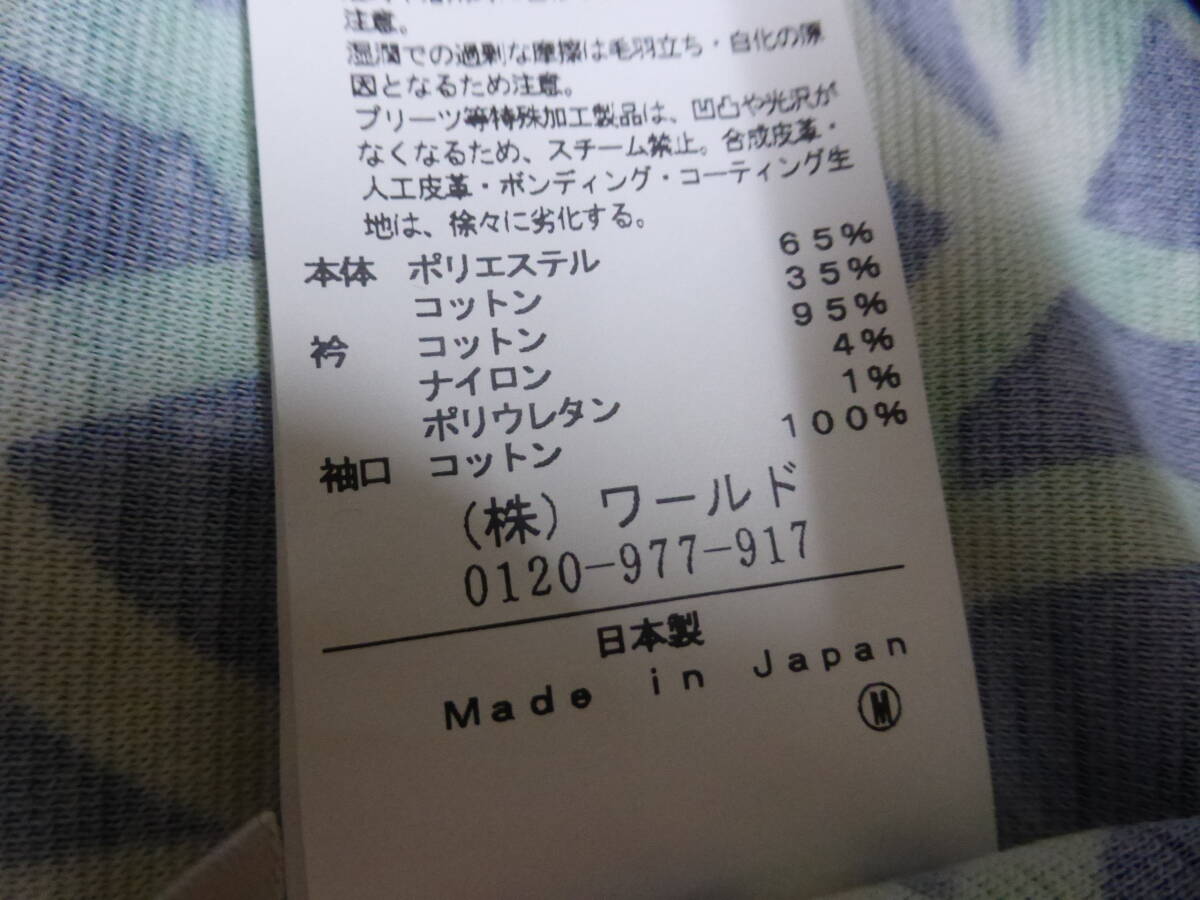 注意。
湿潤での過剰な摩擦は毛羽立ち・白化の原
因となるため注意。
プリーツ等特殊加工製品は、凹凸や光沢が
なくなるため、スチーム禁止。合成皮革・
人工皮革・ボンディング・コーティング生
地は、徐々に劣化する。
本体 ポリエステル 65%
コットン 35%
衿 コットン 95%
ナイロン 4%
ポリウレタン 1%
袖口 コットン 100%
(株) ワールド
0120-977-917
日本製
Made in Japan
M